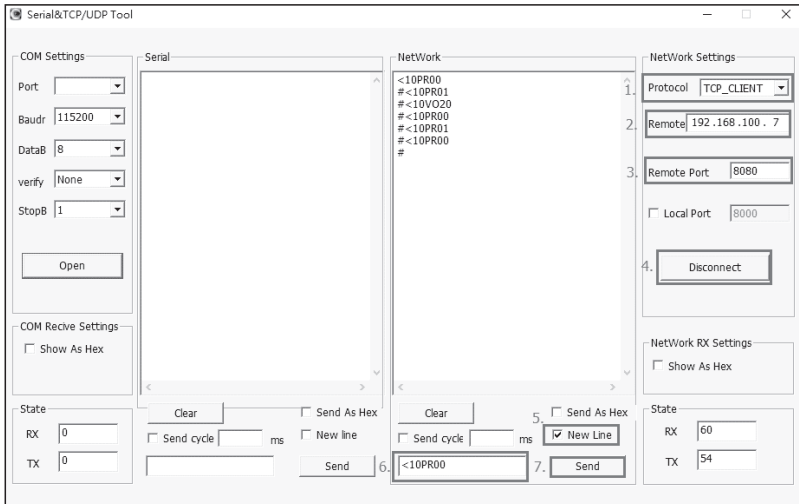 Serial&TCP/UDP Tool
COM Settings
Port
Baudr 115200
DataB 8
verify None
StopB 1
Open
COM Recive Settings
Show As Hex
State
RX 0
TX 0
Serial
Clear
Send As Hex
Send cycle ms
New line
Send
NetWork
<10PR00
#<10PR01
#<10VO20
#<10PR00
#<10PR01
#<10PR00
#
Clear
5. Send As Hex
Send cycle ms
New Line
6. <10PR00
7. Send
NetWork Settings
1. Protocol TCP_CLIENT
2. Remote 192.168.100. 7
3. Remote Port 8080
Local Port 8000
4. Disconnect
NetWork RX Settings
Show As Hex
State
RX 60
TX 54